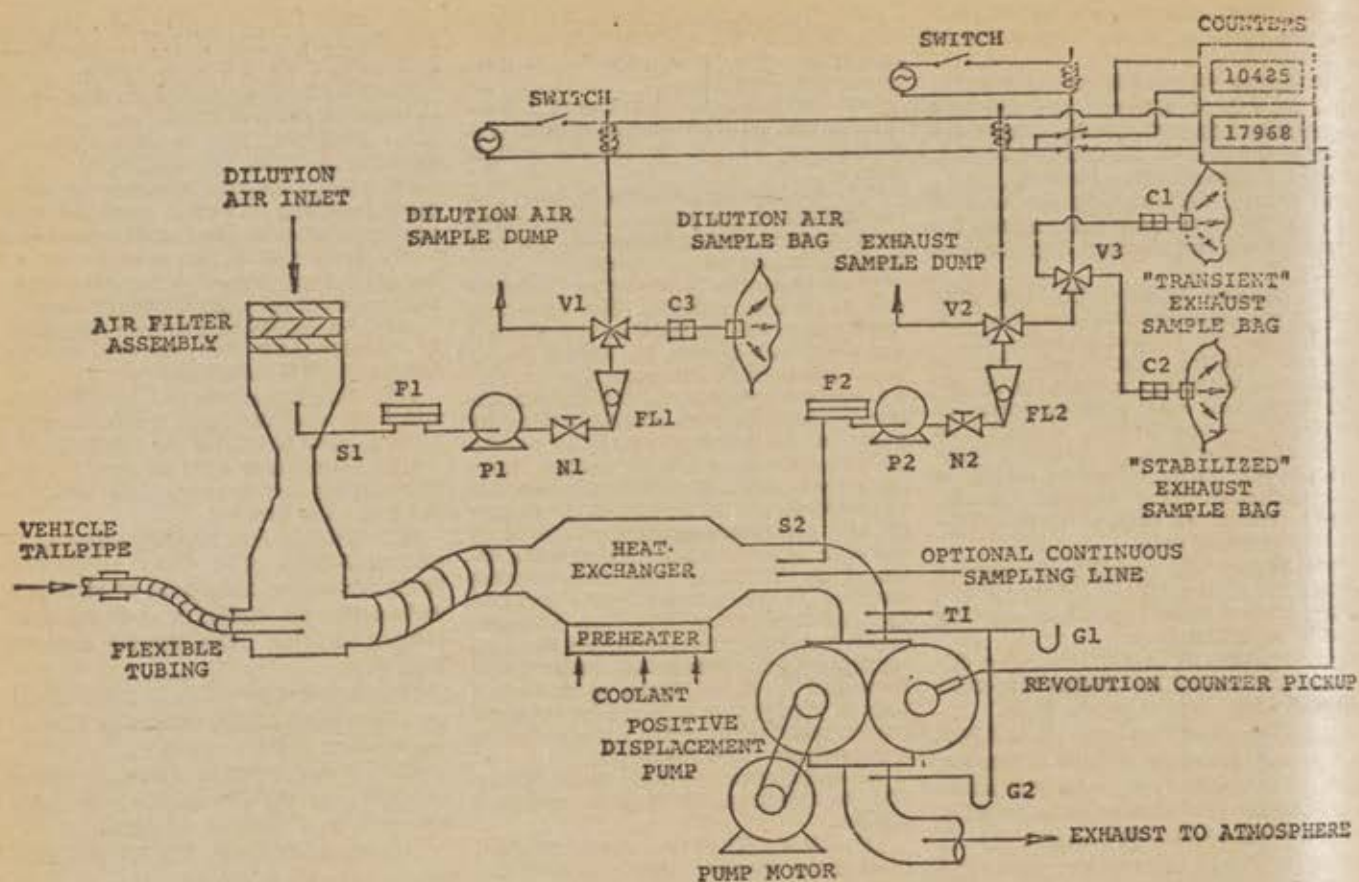 COUNTERS
SWITCH
10485
SWITCH
17968
DILUTION
AIR INLET
C1
DILUTION AIR
SAMPLE DUMP
DILUTION AIR
SAMPLE BAG
EXHAUST
SAMPLE DUMP
V3
V1
C3
V2
"TRANSIENT"
EXHAUST
SAMPLE BAG
AIR FILTER
ASSEMBLY
C2
F1
F2
FL1
FL2
S1
P1
N1
P2
N2
"STABILIZED"
EXHAUST
SAMPLE BAG
VEHICLE
TAILPIPE
S2
HEAT-
EXCHANGER
OPTIONAL CONTINUOUS
SAMPLING LINE
TI
G1
FLEXIBLE
TUBING
PREHEATER
COOLANT
REVOLUTION COUNTER PICKUP
POSITIVE
DISPLACEMENT
PUMP
G2
EXHAUST TO ATMOSPHERE
PUMP MOTOR